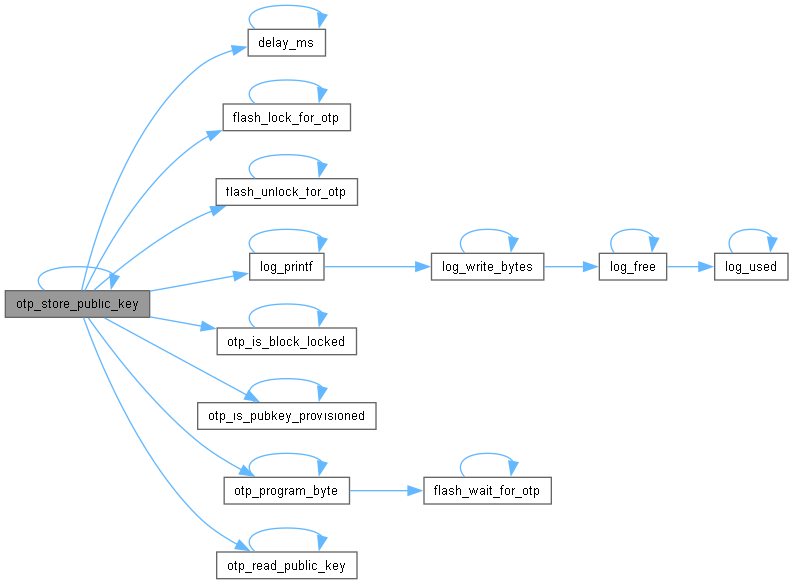 delay_ms
flash_lock_for_otp
flash_unlock_for_otp
log_printf
log_write_bytes
log_free
log_used
otp_store_public_key
otp_is_block_locked
otp_is_pubkey_provisioned
otp_program_byte
flash_wait_for_otp
otp_read_public_key